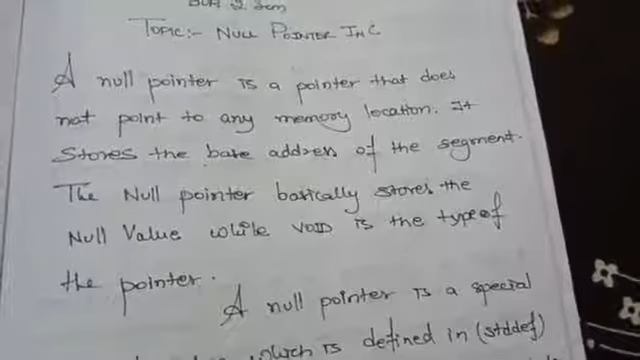 Topic:- Null Pointer In C
A null pointer is a pointer that does
not point to any memory location. It
stores the base address of the segment.
The Null pointer basically stores the
Null Value while void is the type of
the pointer.
A null pointer is a special
which is defined in (stddef)